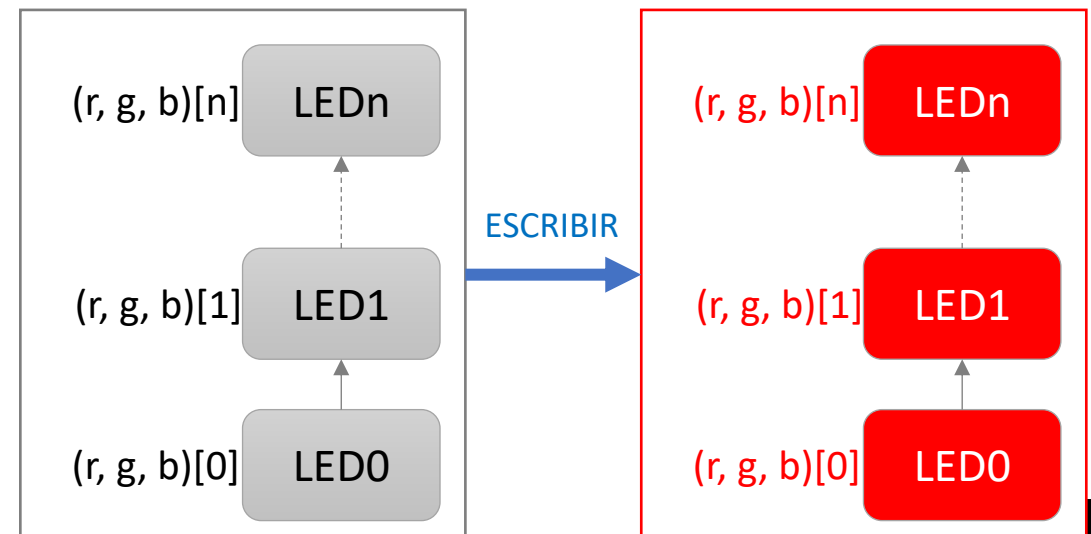 (r, g, b)[n] LEDn
(r, g, b)[1] LED1
(r, g, b)[0] LED0
ESCRIBIR
(r, g, b)[n] LEDn
(r, g, b)[1] LED1
(r, g, b)[0] LED0